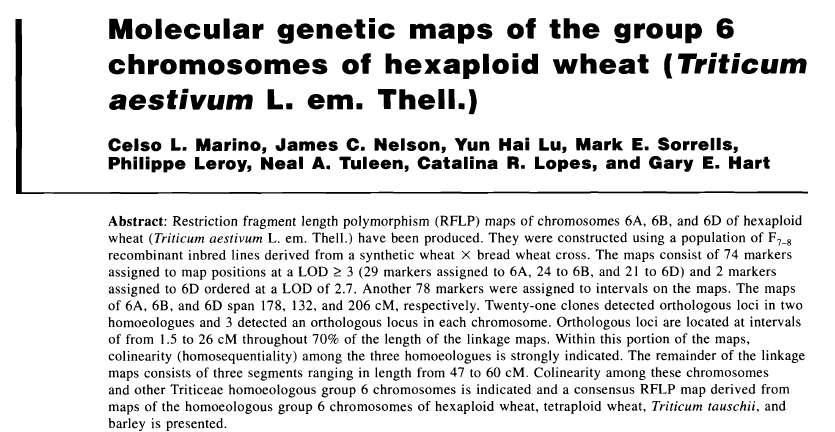 Molecular genetic maps of the group 6
chromosomes of hexaploid wheat (Triticum
aestivum L. em. Thell.)
Celso L. Marino, James C. Nelson, Yun Hai Lu, Mark E. Sorrells,
Philippe Leroy, Neal A. Tuleen, Catalina R. Lopes, and Gary E. Hart
Abstract: Restriction fragment length polymorphism (RFLP) maps of chromosomes 6A, 6B, and 6D of hexaploid
wheat (Triticum aestivum L. em. Thell.) have been produced. They were constructed using a population of F7–8
recombinant inbred lines derived from a synthetic wheat × bread wheat cross. The maps consist of 74 markers
assigned to map positions at a LOD ≥ 3 (29 markers assigned to 6A, 24 to 6B, and 21 to 6D) and 2 markers
assigned to 6D ordered at a LOD of 2.7. Another 78 markers were assigned to intervals on the maps. The maps
of 6A, 6B, and 6D span 178, 132, and 206 cM, respectively. Twenty-one clones detected orthologous loci in two
homoeologues and 3 detected an orthologous locus in each chromosome. Orthologous loci are located at intervals
of from 1.5 to 26 cM throughout 70% of the length of the linkage maps. Within this portion of the maps,
colinearity (homosequentiality) among the three homoeologues is strongly indicated. The remainder of the linkage
maps consists of three segments ranging in length from 47 to 60 cM. Colinearity among these chromosomes
and other Triticeae homoeologous group 6 chromosomes is indicated and a consensus RFLP map derived from
maps of the homoeologous group 6 chromosomes of hexaploid wheat, tetraploid wheat, Triticum tauschii, and
barley is presented.